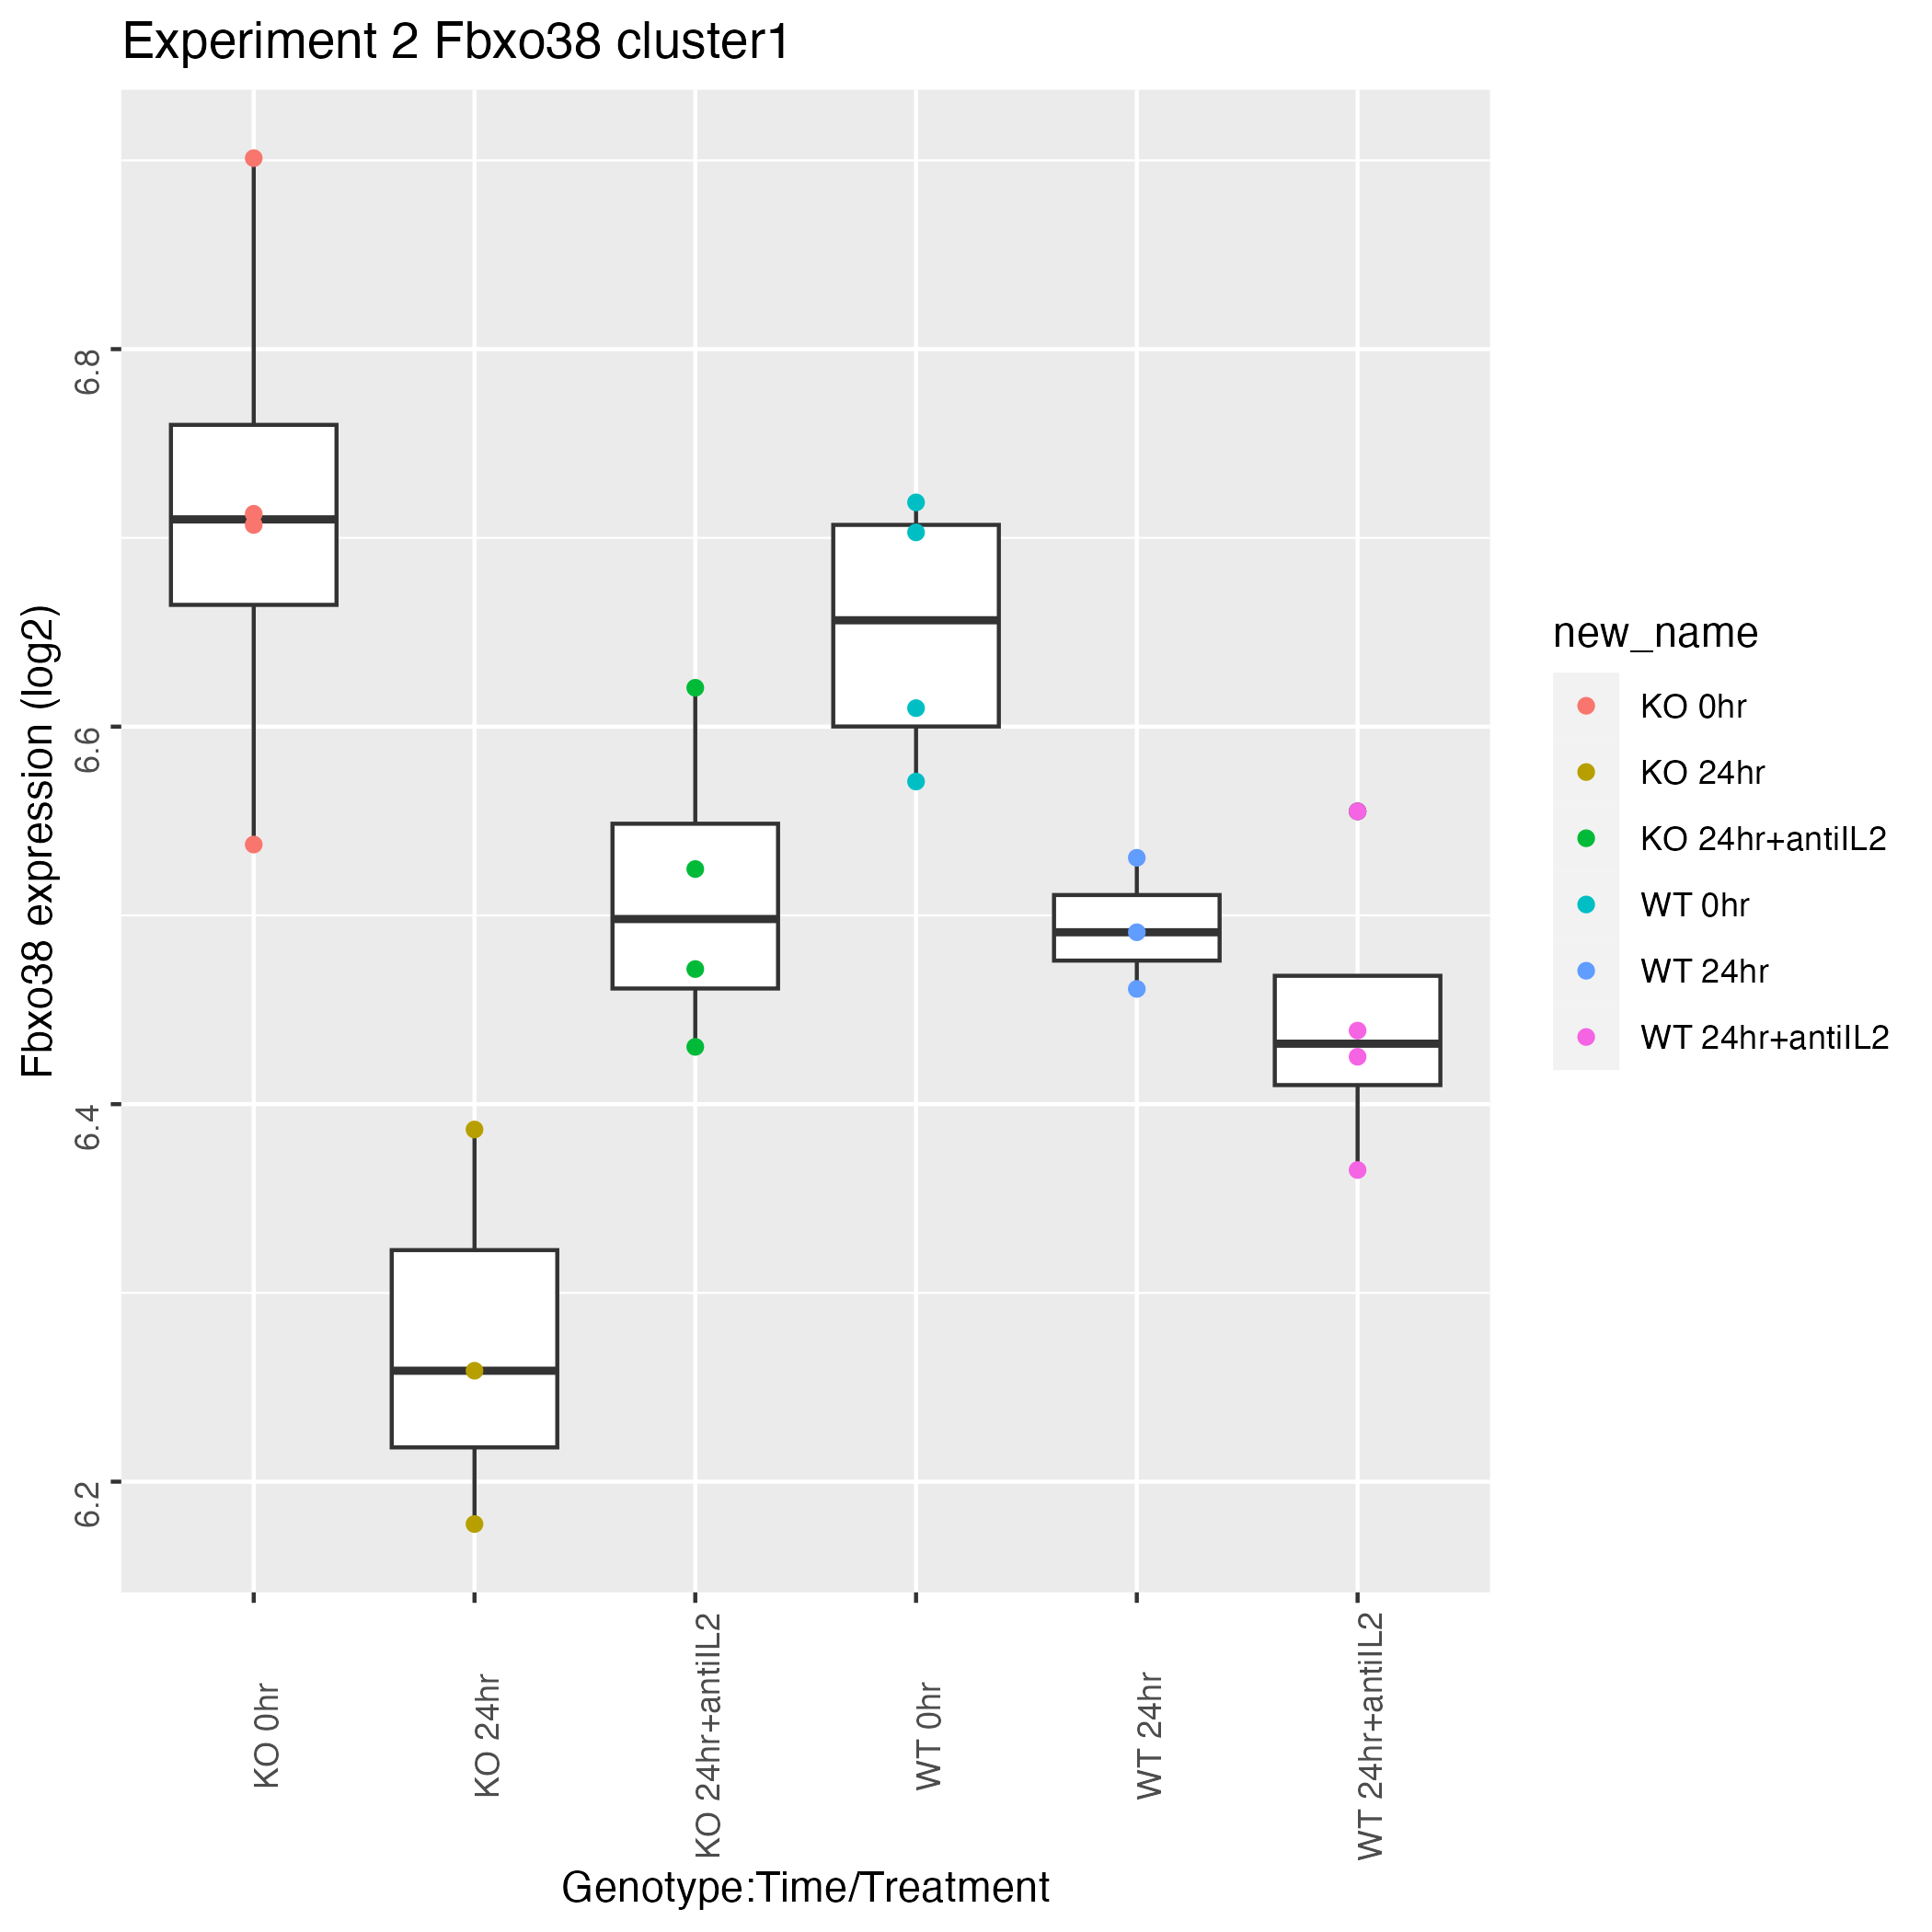 Experiment 2 Fbxo38 cluster1
Fbxo38 expression (log2)
6.8
6.6
6.4
6.2
KO 0hr
KO 24hr
KO 24hr+antiIL2
WT 0hr
WT 24hr
WT 24hr+antiIL2
Genotype:Time/Treatment
new_name
KO 0hr
KO 24hr
KO 24hr+antiIL2
WT 0hr
WT 24hr
WT 24hr+antiIL2